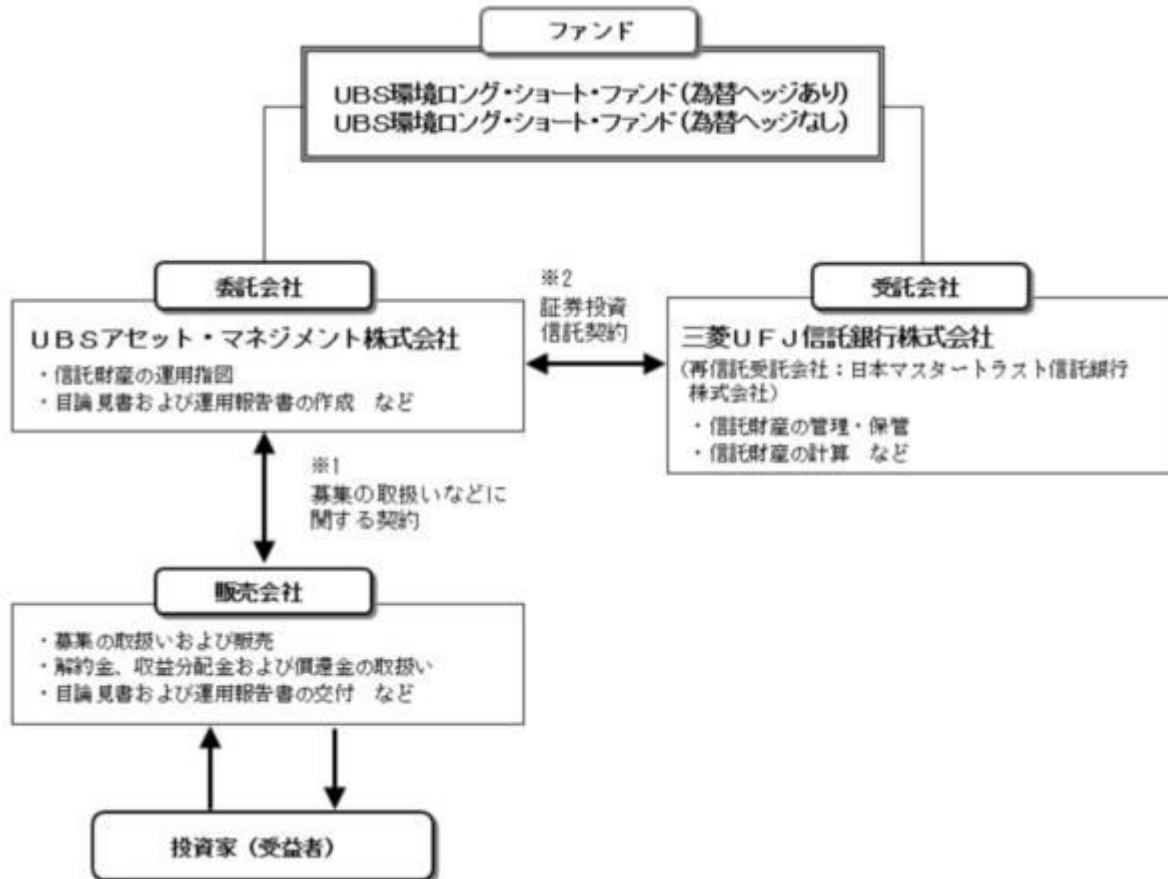 ファンド
UBS環境ロング・ショート・ファンド(為替ヘッジあり)
UBS環境ロング・ショート・ファンド(為替ヘッジなし)
委託会社
UBSアセット・マネジメント株式会社
・信託財産の運用指図
・目論見書および運用報告書の作成 など
※2
証券投資
信託契約
受託会社
三菱UFJ信託銀行株式会社
(再信託受託会社:日本マスタートラスト信託銀行
株式会社)
・信託財産の管理・保管
・信託財産の計算 など
※1
募集の取扱いなどに
関する契約
販売会社
・募集の取扱いおよび販売
・解約金、収益分配金および償還金の取扱い
・目論見書および運用報告書の交付 など
投資家(受益者)